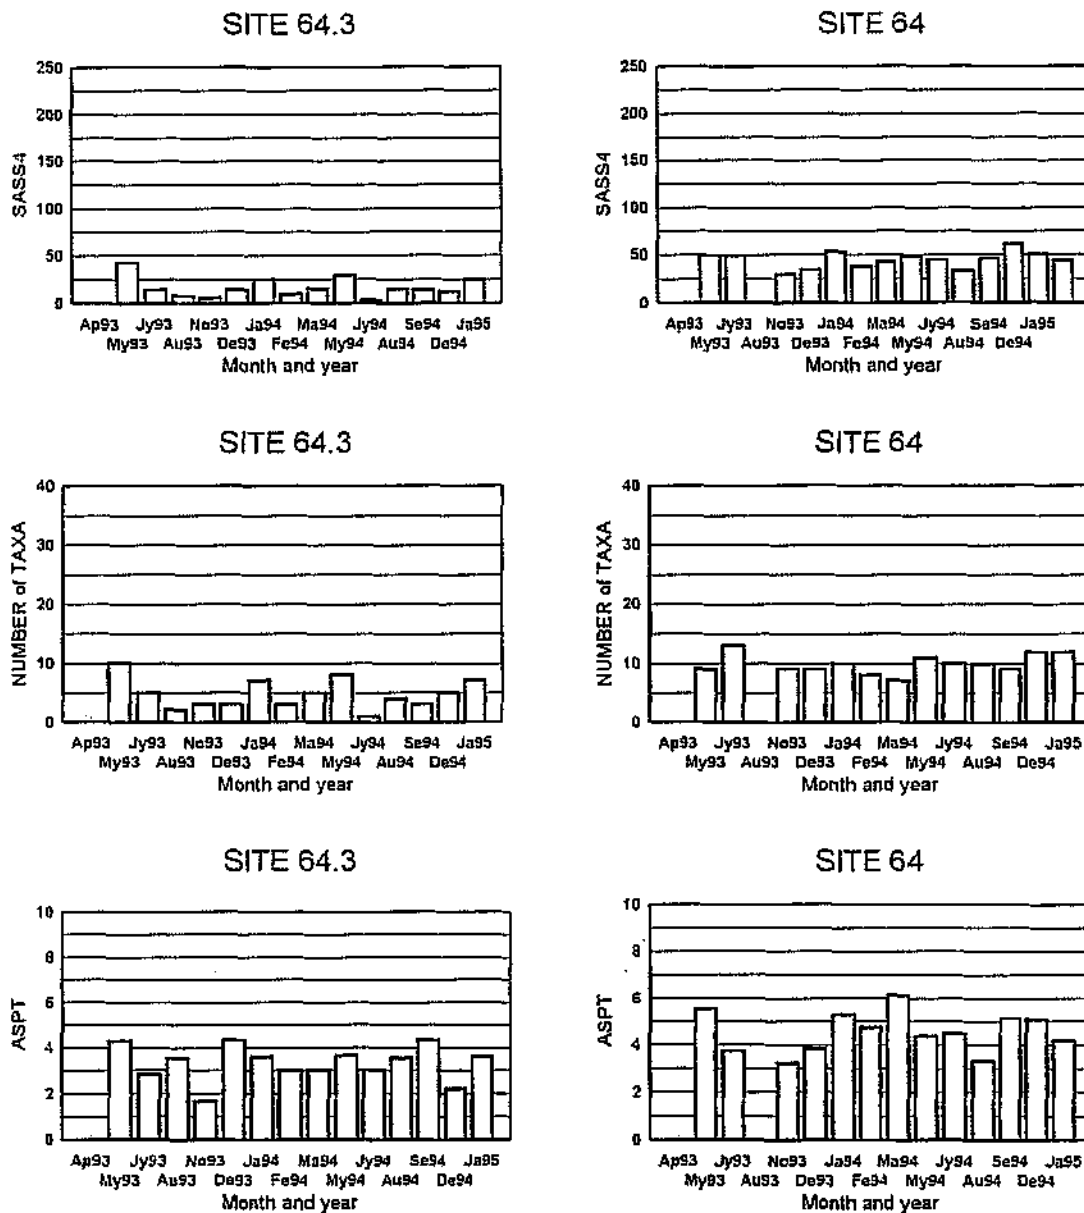 SITE 64.3
250
200
150
100
50
0
SASS4
Ap93 Jy93 No93 Ja94 Ma94 Jy94 Se94 Ja95
My93 Au93 De93 Fe94 My94 Au94 De94
Month and year
SITE 64
250
200
150
100
50
0
SASS4
Ap93 Jy93 No93 Ja94 Ma94 Jy94 Se94 Ja95
My93 Au93 De93 Fe94 My94 Au94 De94
Month and year
SITE 64.3
40
30
20
10
0
NUMBER of TAXA
Ap93 Jy93 No93 Ja94 Ma94 Jy94 Se94 Ja95
My93 Au93 De93 Fe94 My94 Au94 De94
Month and year
SITE 64
40
30
20
10
0
NUMBER of TAXA
Ap93 Jy93 No93 Ja94 Ma94 Jy94 Se94 Ja95
My93 Au93 De93 Fe94 My94 Au94 De94
Month and year
SITE 64.3
10
8
6
4
2
0
ASPT
Ap93 Jy93 No93 Ja94 Ma94 Jy94 Se94 Ja95
My93 Au93 De93 Fe94 My94 Au94 De94
Month and year
SITE 64
10
8
6
4
2
0
ASPT
Ap93 Jy93 No93 Ja94 Ma94 Jy94 Se94 Ja95
My93 Au93 De93 Fe94 My94 Au94 De94
Month and year